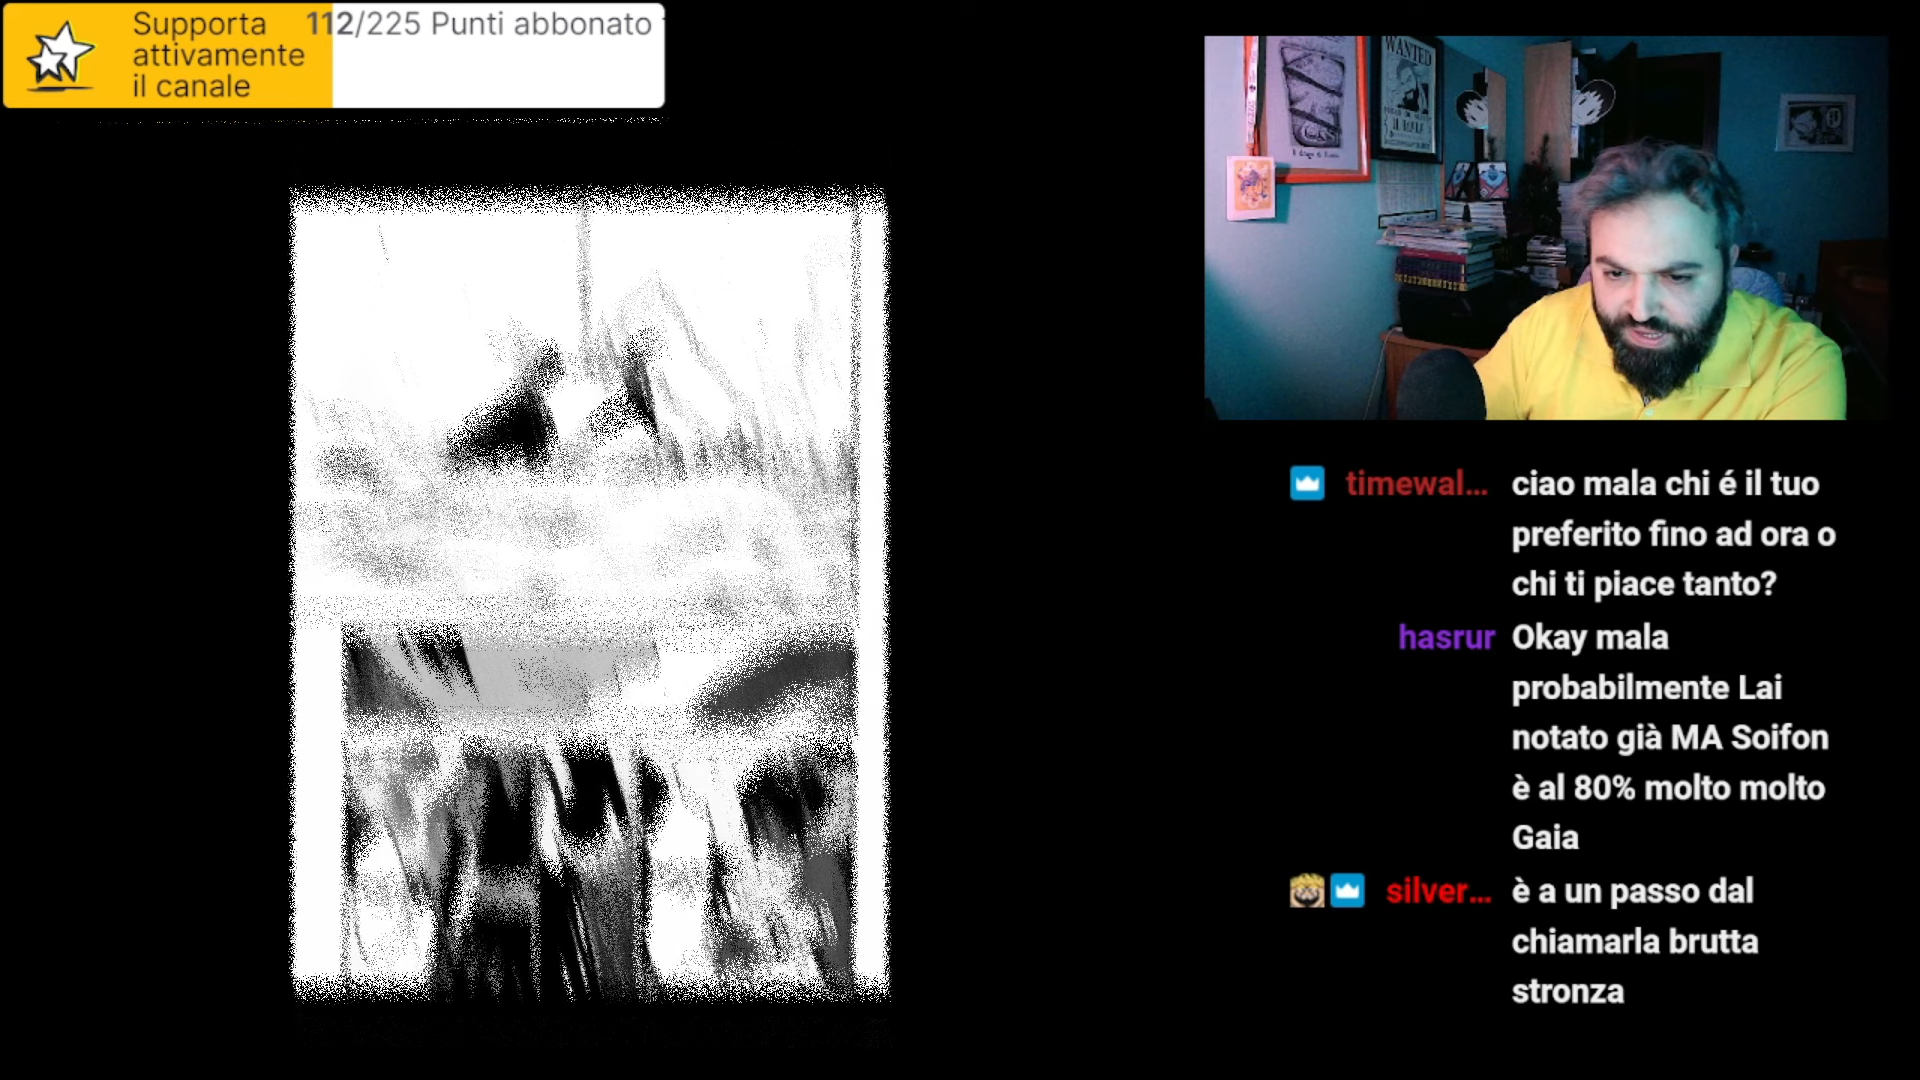 Supporta
attivamente
il canale
112/225 Punti abbonato
WANTED
timewal... ciao mala chi é il tuo
preferito fino ad ora o
chi ti piace tanto?
hasrur Okay mala
probabilmente Lai
notato già MA Soifon
è al 80% molto molto
Gaia
silver... è a un passo dal
chiamarla brutta
stronza